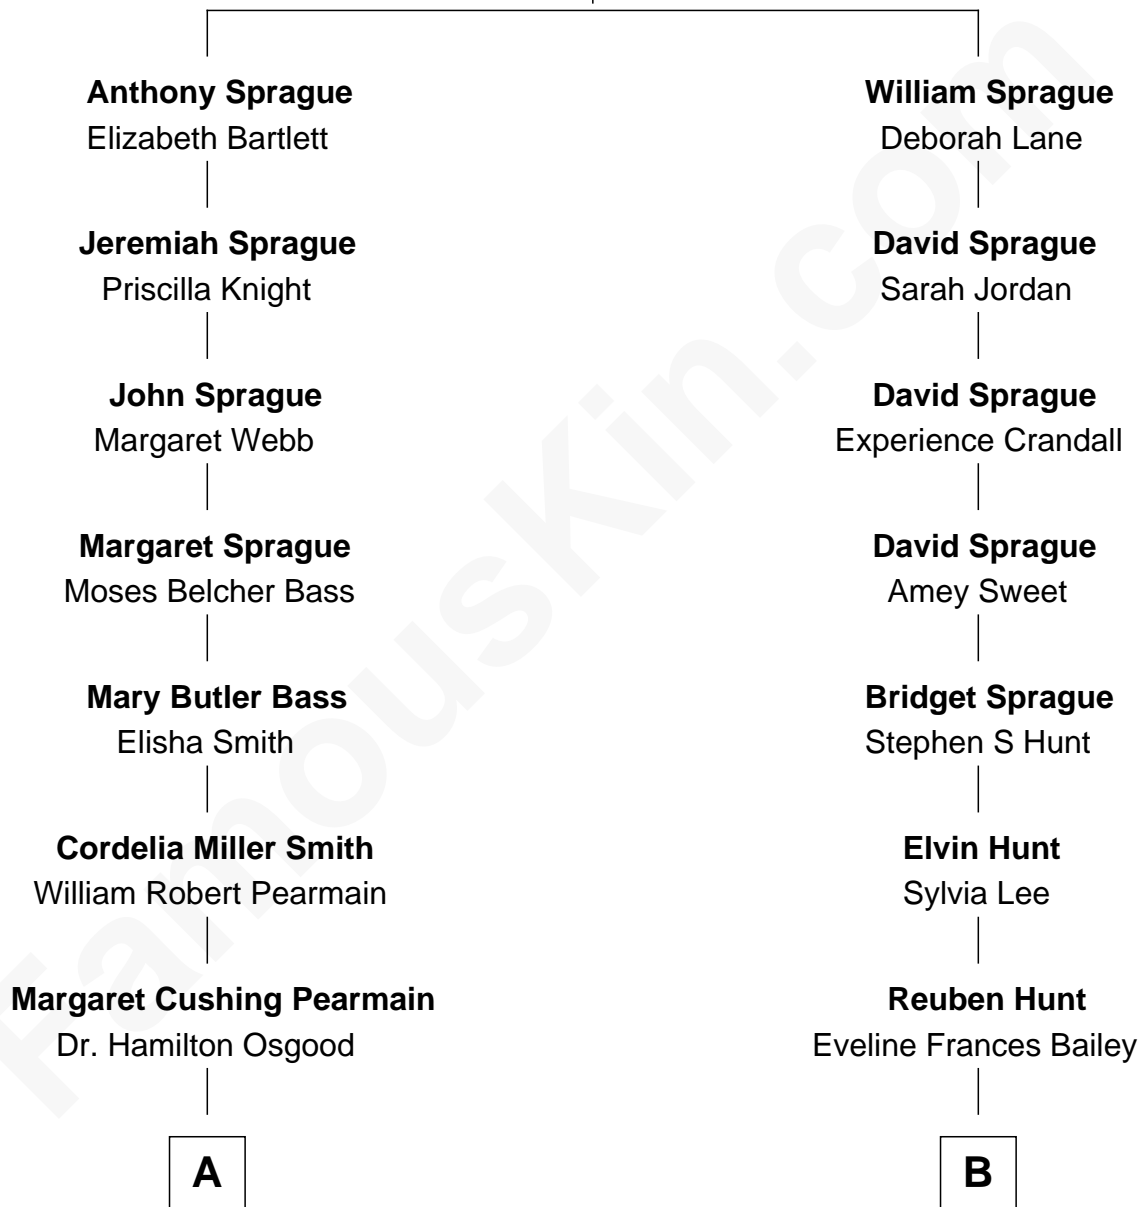 Anthony Sprague
Elizabeth Bartlett
Jeremiah Sprague
Priscilla Knight
John Sprague
Margaret Webb
Margaret Sprague
Moses Belcher Bass
Mary Butler Bass
Elisha Smith
Cordelia Miller Smith
William Robert Pearmain
Margaret Cushing Pearmain
Dr. Hamilton Osgood
A
William Sprague
Deborah Lane
David Sprague
Sarah Jordan
David Sprague
Experience Crandall
David Sprague
Amey Sweet
Bridget Sprague
Stephen S Hunt
Elvin Hunt
Sylvia Lee
Reuben Hunt
Eveline Frances Bailey
B
FamousKin.com